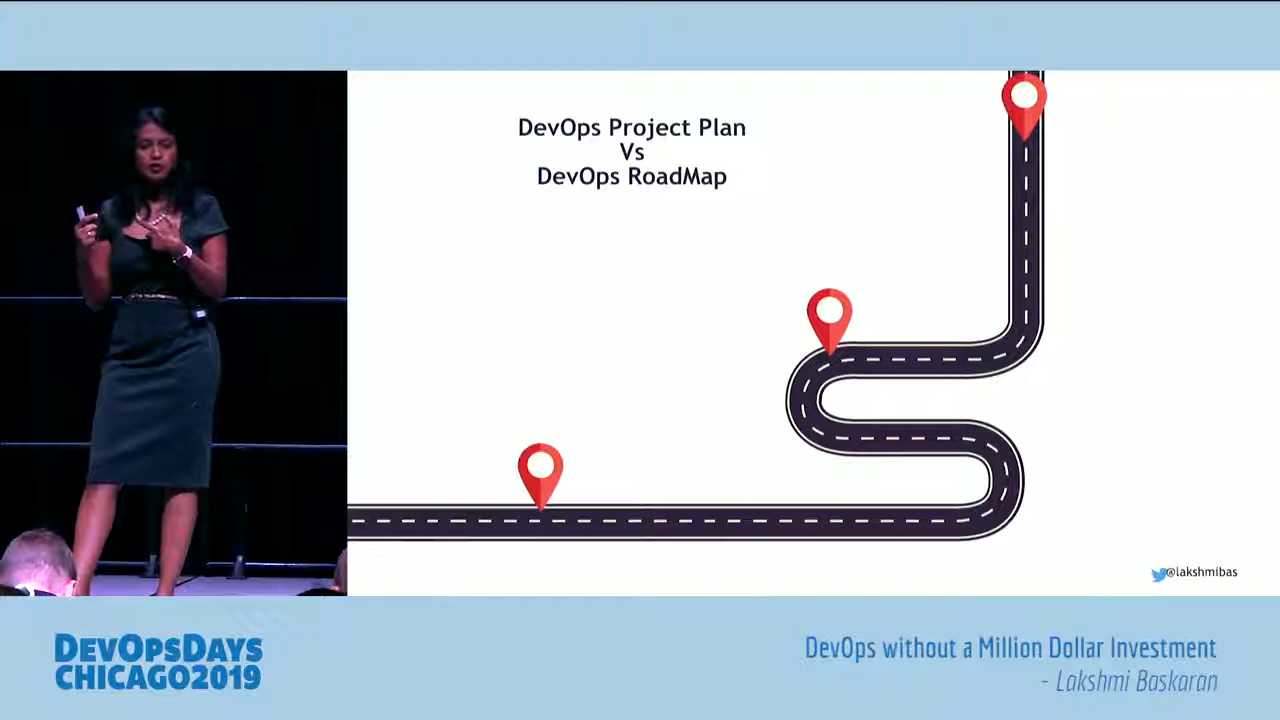 DevOps Project Plan
Vs
DevOps RoadMap
@lakshmibas
DevOpsDays
Chicago2019
DevOps without a Million Dollar Investment
- Lakshmi Baskaran